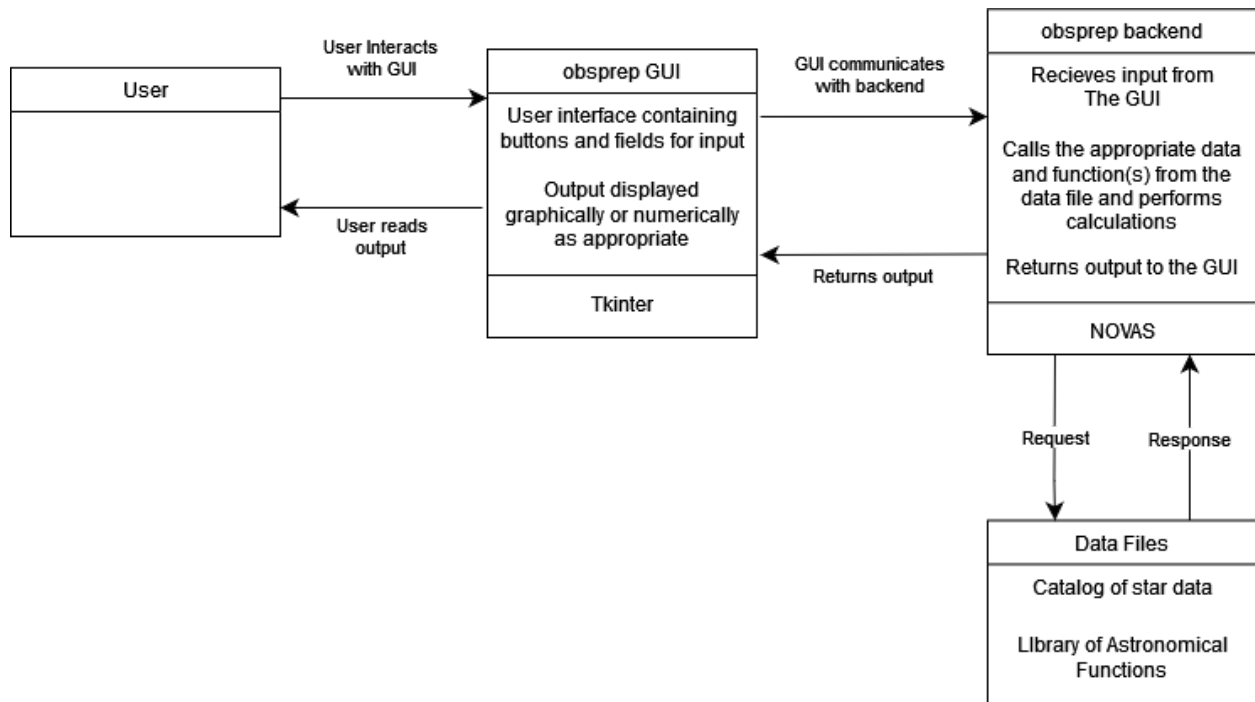 User
User Interacts
with GUI
User reads
output
obsprep GUI
User interface containing
buttons and fields for input
Output displayed
graphically or numerically
as appropriate
Tkinter
GUI communicates
with backend
Returns output
obsprep backend
Recieves input from
The GUI
Calls the appropriate data
and function(s) from the
data file and performs
calculations
Returns output to the GUI
NOVAS
Request
Response
Data Files
Catalog of star data
LIbrary of Astronomical
Functions